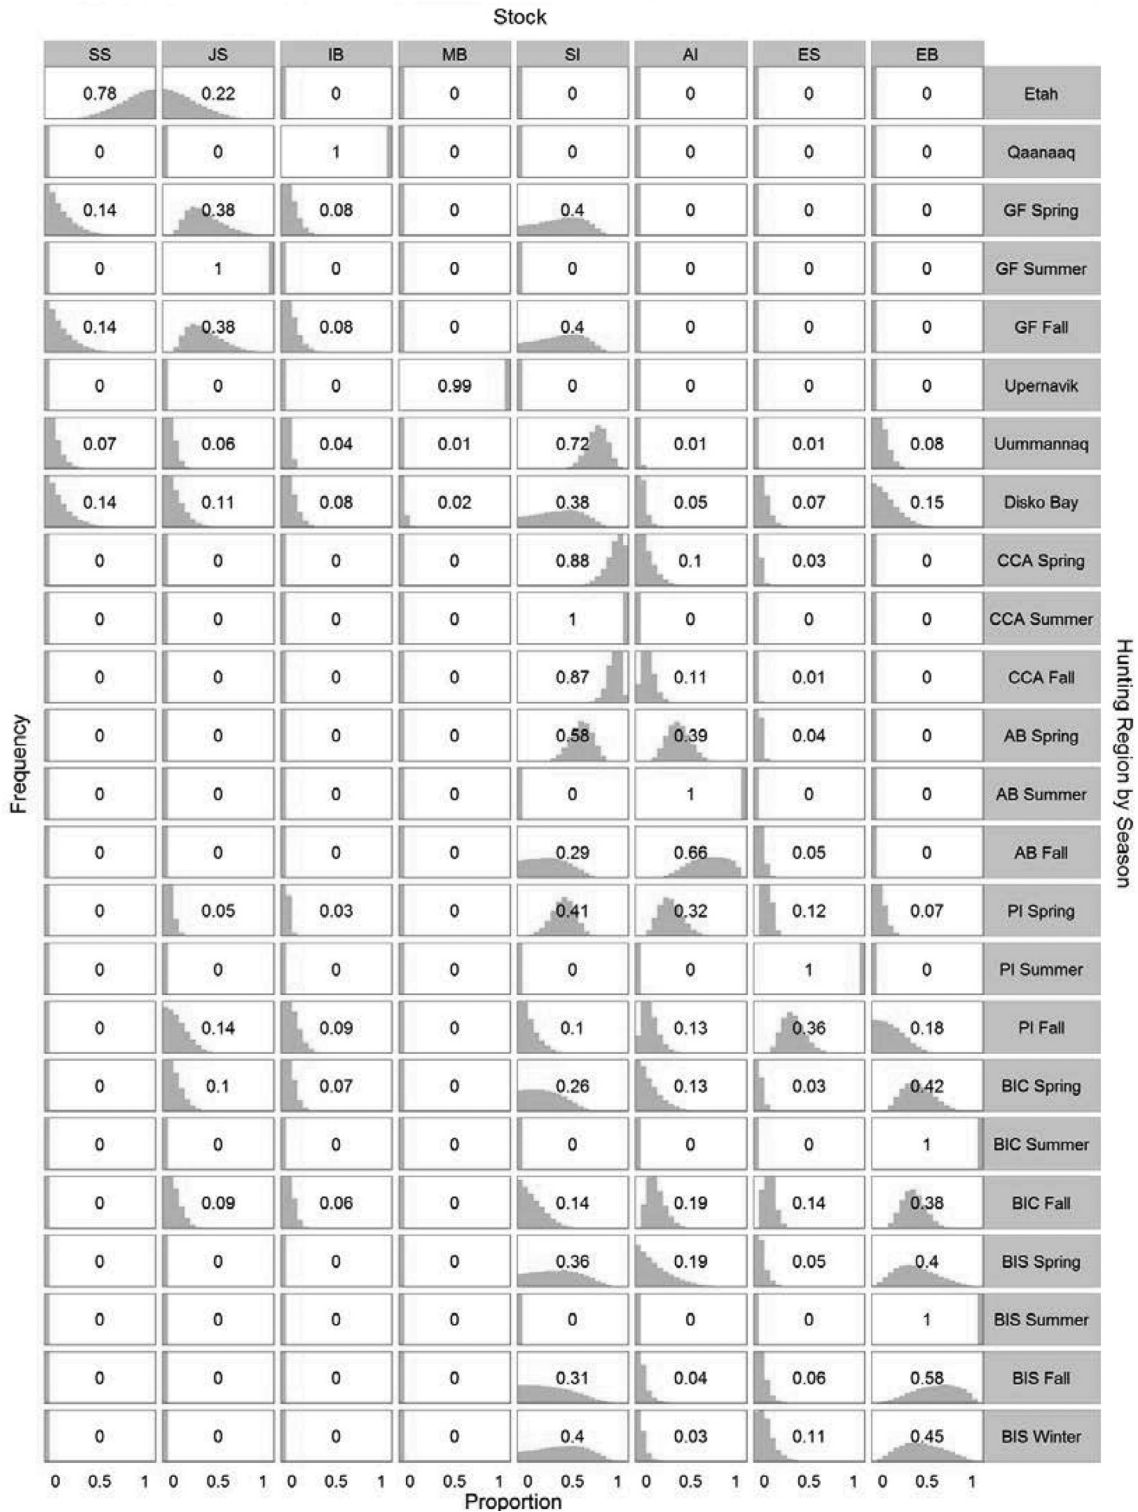 Stock
SS JS IB MB SI AI ES EB
0.78 0.22 0 0 0 0 0 0 Etah
0 0 1 0 0 0 0 0 Qaanaaq
0.14 0.38 0.08 0 0.4 0 0 0 GF Spring
0 1 0 0 0 0 0 0 GF Summer
0.14 0.38 0.08 0 0.4 0 0 0 GF Fall
0 0 0 0.99 0 0 0 0 Upernavik
0.07 0.06 0.04 0.01 0.72 0.01 0.01 0.08 Uummannaq
0.14 0.11 0.08 0.02 0.38 0.05 0.07 0.15 Disko Bay
0 0 0 0 0.88 0.1 0.03 0 CCA Spring
0 0 0 0 1 0 0 0 CCA Summer
0 0 0 0 0.87 0.11 0.01 0 CCA Fall
0 0 0 0 0.58 0.39 0.04 0 AB Spring
0 0 0 0 0 1 0 0 AB Summer
0 0 0 0 0.29 0.66 0.05 0 AB Fall
0 0.05 0.03 0 0.41 0.32 0.12 0.07 PI Spring
0 0 0 0 0 0 1 0 PI Summer
0 0.14 0.09 0 0.1 0.13 0.36 0.18 PI Fall
0 0.1 0.07 0 0.26 0.13 0.03 0.42 BIC Spring
0 0 0 0 0 0 0 1 BIC Summer
0 0.09 0.06 0 0.14 0.19 0.14 0.38 BIC Fall
0 0 0 0 0.36 0.19 0.05 0.4 BIS Spring
0 0 0 0 0 0 0 1 BIS Summer
0 0 0 0 0.31 0.04 0.06 0.58 BIS Fall
0 0 0 0 0.4 0.03 0.11 0.45 BIS Winter
0 0.5 1 0 0.5 1 0 0.5 1 0 0.5 1 0 0.5 1 0 0.5 1 0 0.5 1 0 0.5 1
Proportion
Frequency
Hunting Region by Season